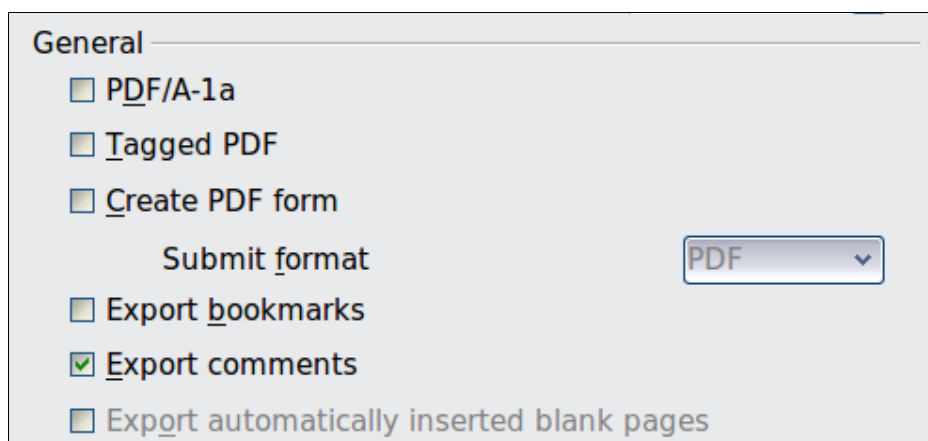 General
PDF/A-1a
Tagged PDF
Create PDF form
Submit format PDF
Export bookmarks
Export comments
Export automatically inserted blank pages